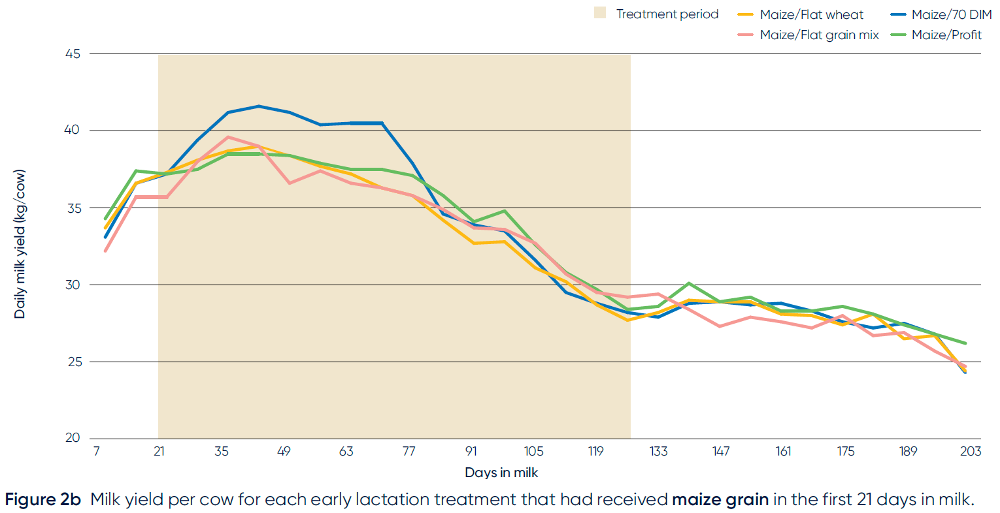 Treatment period
Maize/Flat wheat
Maize/70 DIM
Maize/Flat grain mix
Maize/Profit
45
40
35
30
25
20
Daily milk yield (kg/cow)
7 21 35 49 63 77 91 105 119 133 147 161 175 189 203
Days in milk
Figure 2b Milk yield per cow for each early lactation treatment that had received maize grain in the first 21 days in milk.